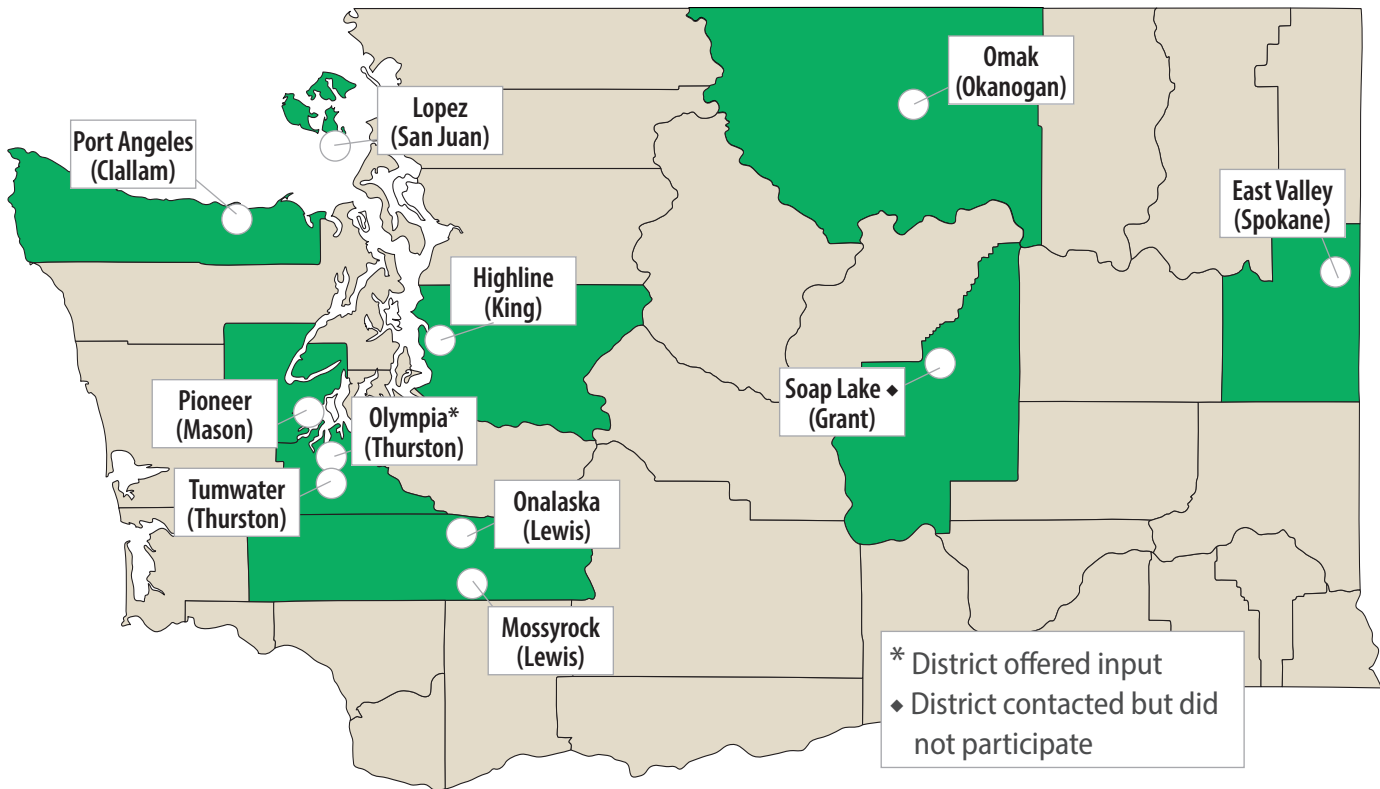 Omak
(Okanogan)
Lopez
(San Juan)
Port Angeles
(Clallam)
East Valley
(Spokane)
Highline
(King)
Soap Lake ◆
(Grant)
Pioneer
(Mason)
Olympia*
(Thurston)
Tumwater
(Thurston)
Onalaska
(Lewis)
Mossyrock
(Lewis)
* District offered input
◆ District contacted but did
not participate